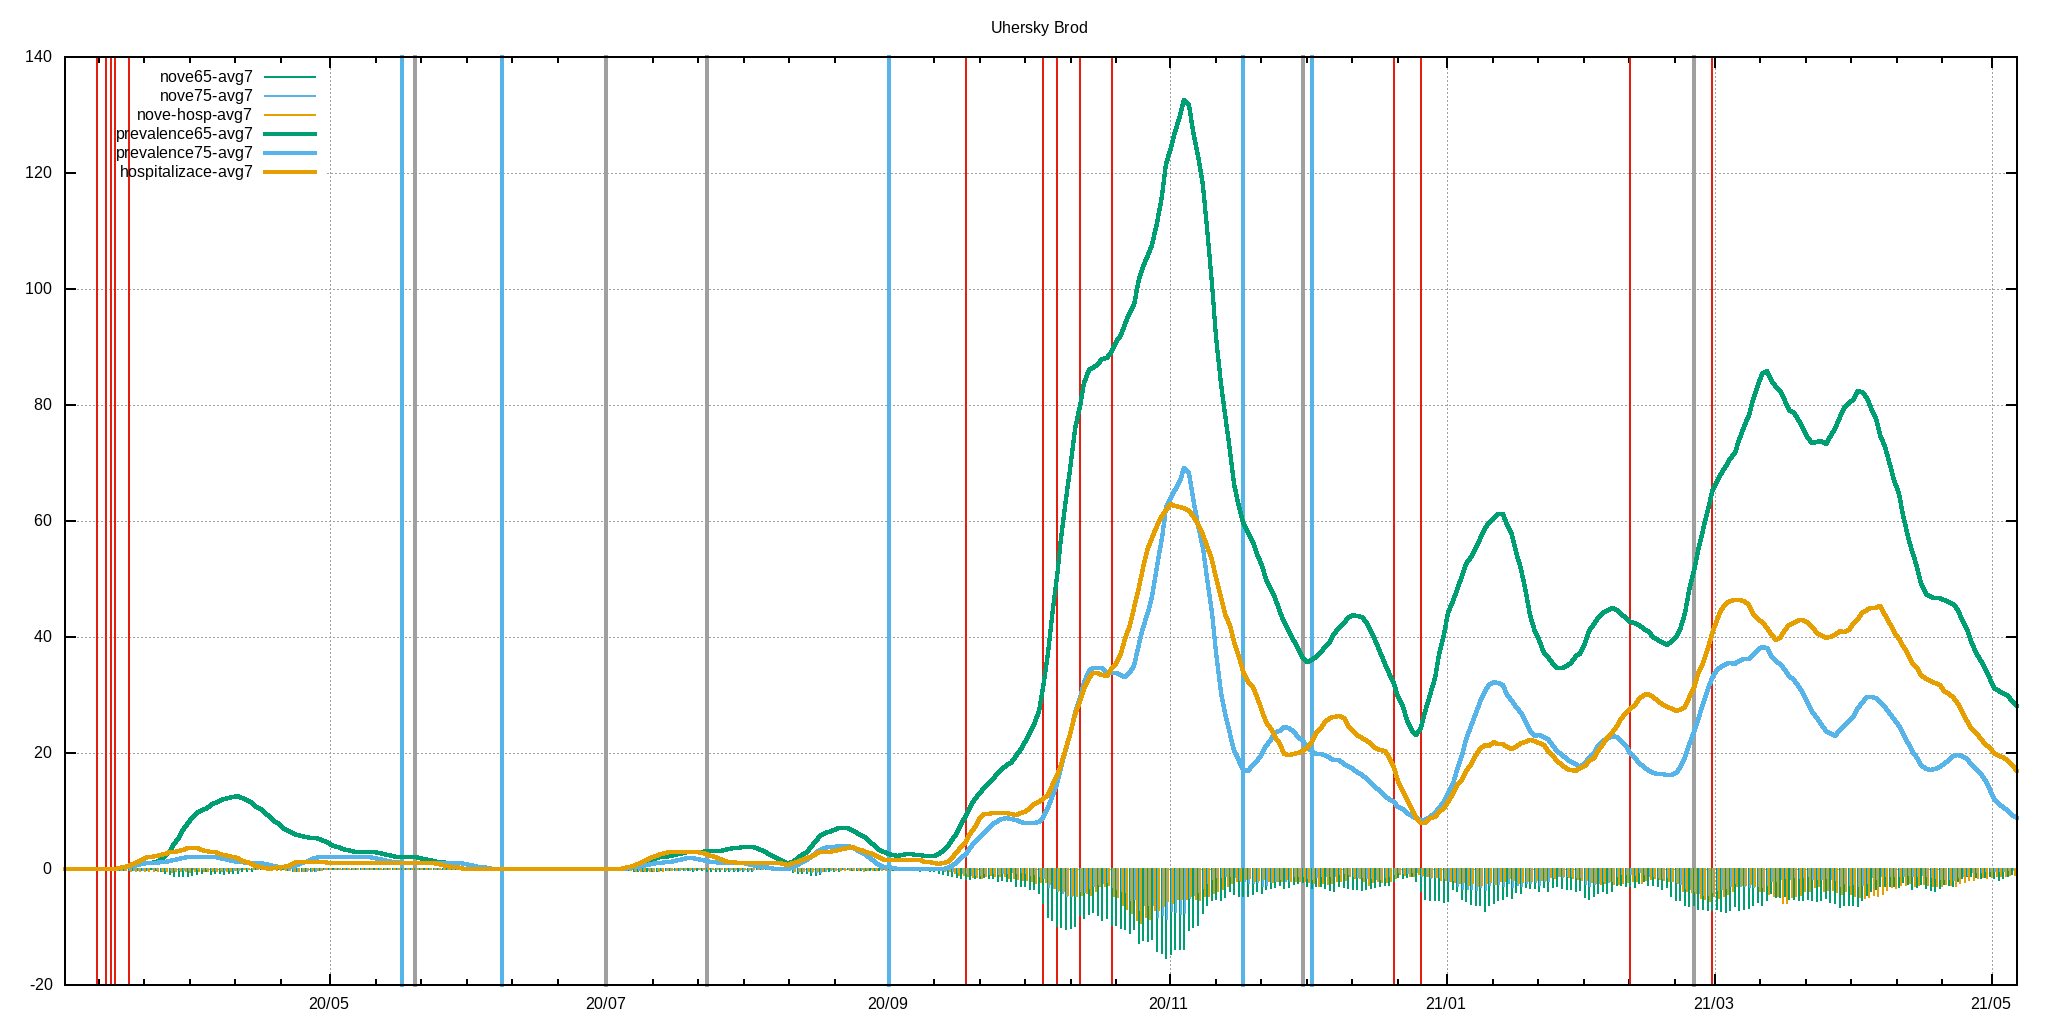 Uhersky Brod
140
120
100
80
60
40
20
0
-20
nove65-avg7
nove75-avg7
nove-hosp-avg7
prevalence65-avg7
prevalence75-avg7
hospitalizace-avg7
20/05
20/07
20/09
20/11
21/01
21/03
21/05